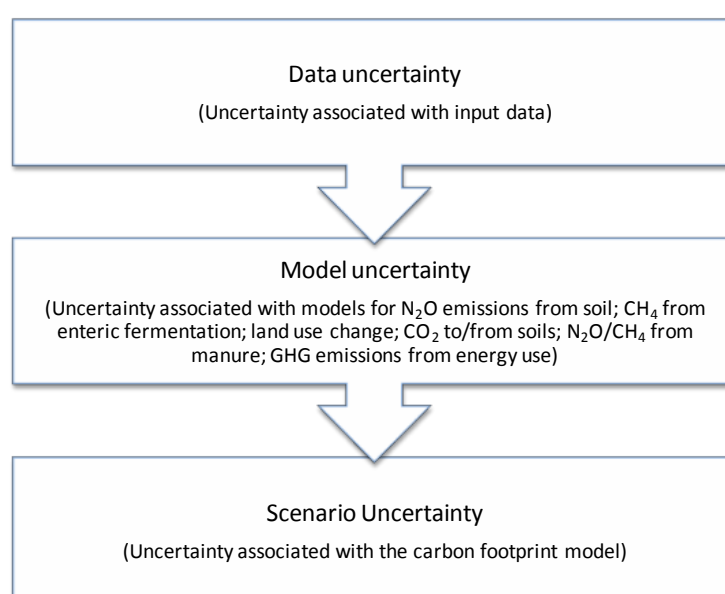 Data uncertainty
(Uncertainty associated with input data)
Model uncertainty
(Uncertainty associated with models for N₂O emissions from soil; CH₄ from
enteric fermentation; land use change; CO₂ to/from soils; N₂O/CH₄ from
manure; GHG emissions from energy use)
Scenario Uncertainty
(Uncertainty associated with the carbon footprint model)